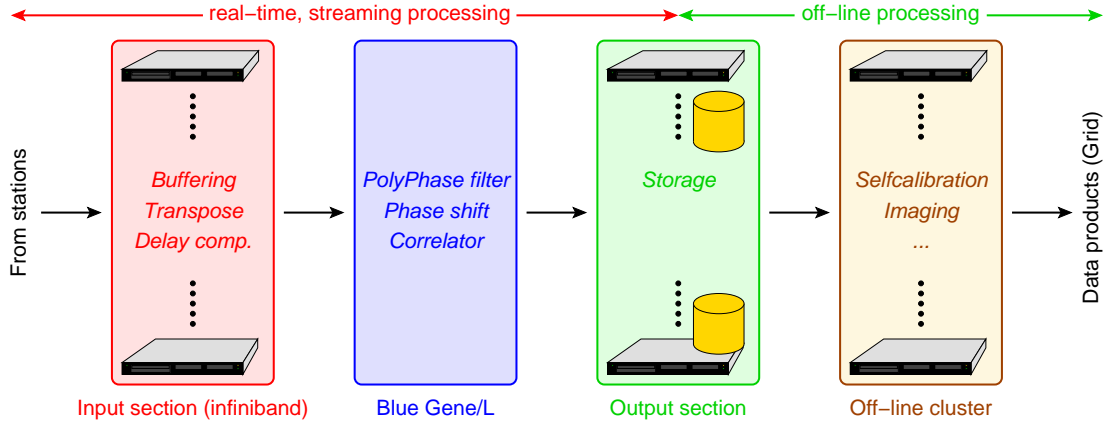 real−time, streaming processing
off−line processing
From stations
Buffering
Transpose
Delay comp.
PolyPhase filter
Phase shift
Correlator
Storage
Selfcalibration
Imaging
...
Data products (Grid)
Input section (infiniband)
Blue Gene/L
Output section
Off−line cluster